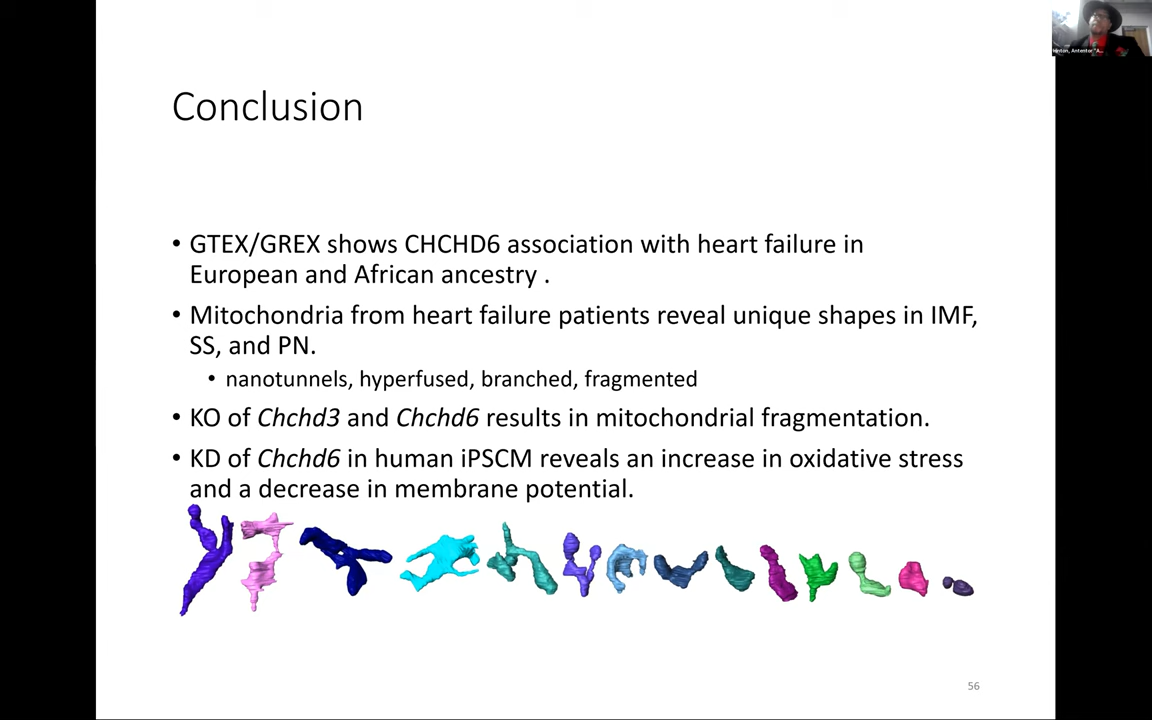 Hinton, Antentor "A...
Conclusion
• GTEX/GREX shows CHCHD6 association with heart failure in
European and African ancestry .
• Mitochondria from heart failure patients reveal unique shapes in IMF,
SS, and PN.
• nanotunnels, hyperfused, branched, fragmented
• KO of Chchd3 and Chchd6 results in mitochondrial fragmentation.
• KD of Chchd6 in human iPSCM reveals an increase in oxidative stress
and a decrease in membrane potential.
56